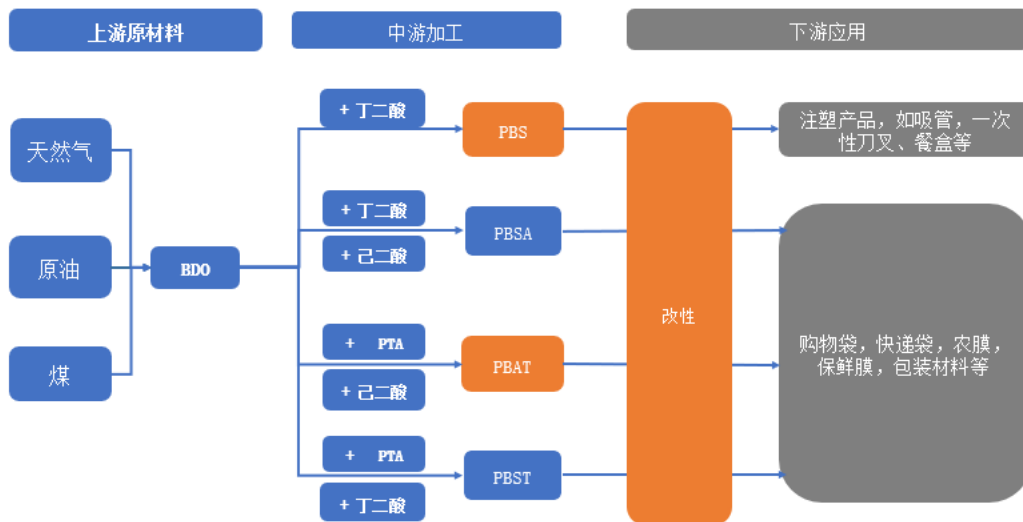 上游原材料
中游加工
下游应用
天然气
原油
煤
BDO
+ 丁二酸
PBS
+ 丁二酸
+ 己二酸
PBSA
+ PTA
+ 己二酸
PBAT
+ PTA
+ 丁二酸
PBST
改性
注塑产品，如吸管，一次
性刀叉、餐盒等
购物袋，快递袋，农膜，
保鲜膜，包装材料等